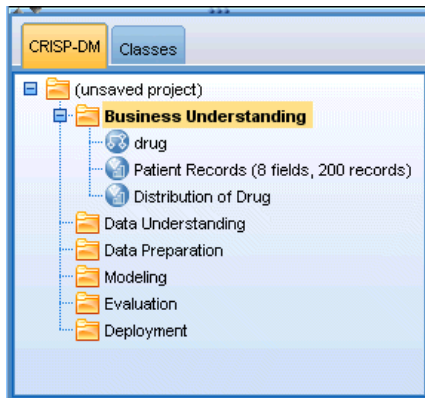 CRISP-DM Classes
(unsaved project)
Business Understanding
drug
Patient Records (8 fields, 200 records)
Distribution of Drug
Data Understanding
Data Preparation
Modeling
Evaluation
Deployment